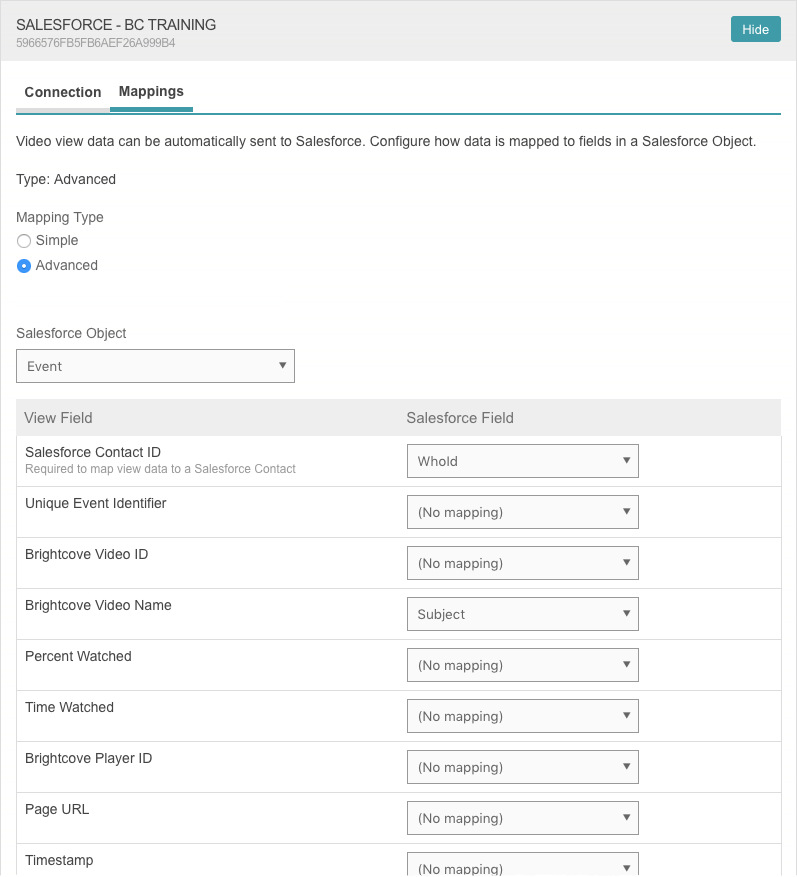 SALESFORCE - BC TRAINING
5966576FB5FB6AEF26A999B4
Hide
Connection Mappings
Video view data can be automatically sent to Salesforce. Configure how data is mapped to fields in a Salesforce Object.
Type: Advanced
Mapping Type
Simple
Advanced
Salesforce Object
Event
View Field Salesforce Field
Salesforce Contact ID
Required to map view data to a Salesforce Contact
WhoId
Unique Event Identifier
(No mapping)
Brightcove Video ID
(No mapping)
Brightcove Video Name
Subject
Percent Watched
(No mapping)
Time Watched
(No mapping)
Brightcove Player ID
(No mapping)
Page URL
(No mapping)
Timestamp
(No mapping)